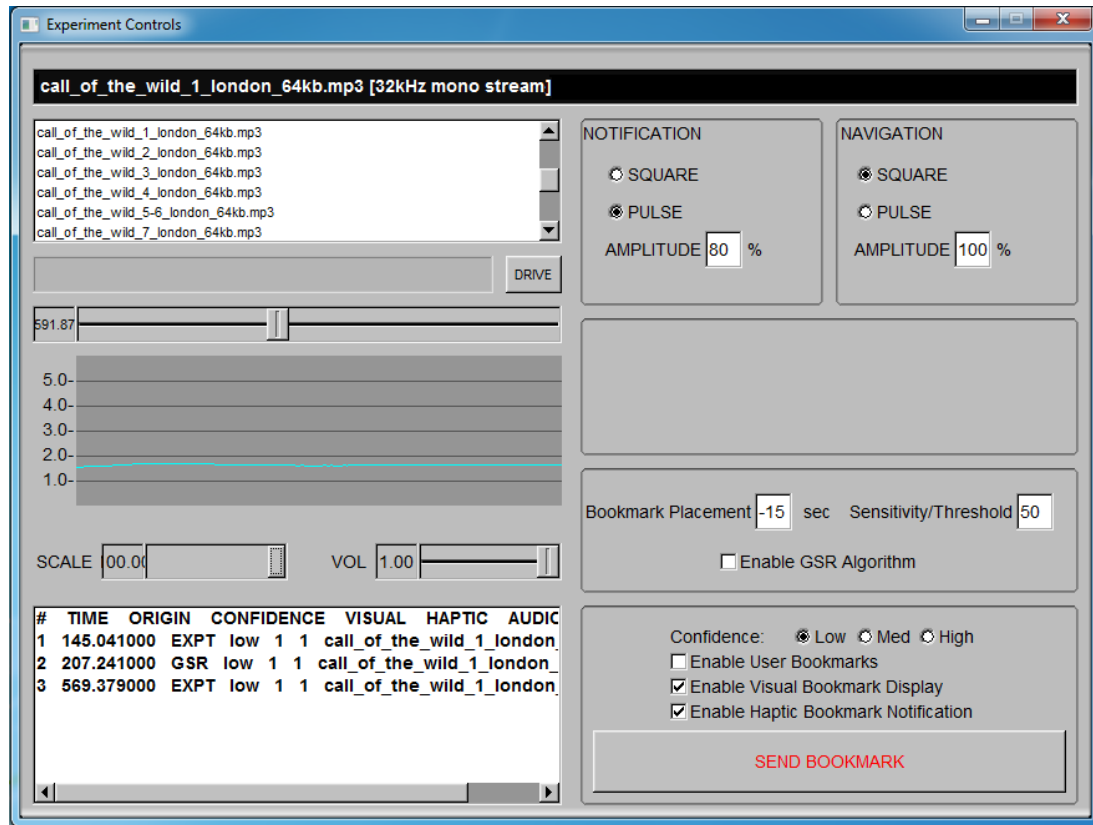 Experiment Controls
call_of_the_wild_1_london_64kb.mp3 [32kHz mono stream]
call_of_the_wild_1_london_64kb.mp3
call_of_the_wild_2_london_64kb.mp3
call_of_the_wild_3_london_64kb.mp3
call_of_the_wild_4_london_64kb.mp3
call_of_the_wild_5-6_london_64kb.mp3
call_of_the_wild_7_london_64kb.mp3
DRIVE
591.87
5.0-
4.0-
3.0-
2.0-
1.0-
SCALE 00.00 VOL 1.00
# TIME ORIGIN CONFIDENCE VISUAL HAPTIC AUDIO
1 145.041000 EXPT low 1 1 call_of_the_wild_1_london_
2 207.241000 GSR low 1 1 call_of_the_wild_1_london_
3 569.379000 EXPT low 1 1 call_of_the_wild_1_london_
NOTIFICATION
SQUARE
PULSE
AMPLITUDE 80 %
NAVIGATION
SQUARE
PULSE
AMPLITUDE 100 %
Bookmark Placement -15 sec Sensitivity/Threshold 50
Enable GSR Algorithm
Confidence: Low Med High
Enable User Bookmarks
Enable Visual Bookmark Display
Enable Haptic Bookmark Notification
SEND BOOKMARK